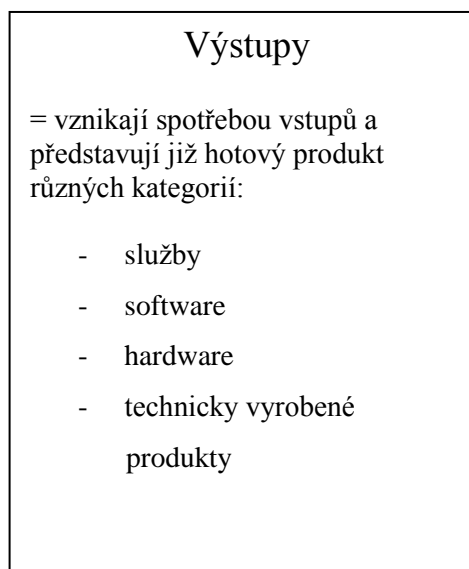 Výstupy
= vznikají spotřebou vstupů a
představují již hotový produkt
různých kategorií:
- služby
- software
- hardware
- technicky vyrobené
produkty